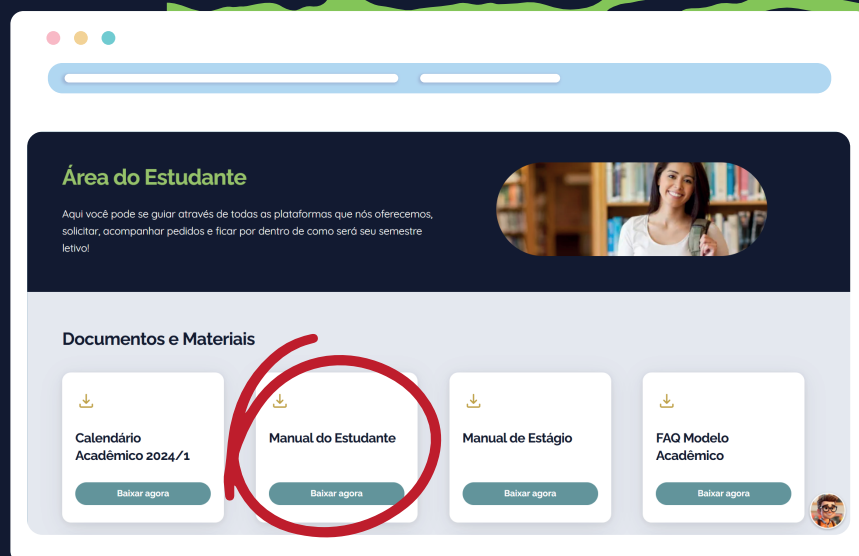 Área do Estudante
Aqui você pode se guiar através de todas as plataformas que nós oferecemos,
solicitar, acompanhar pedidos e ficar por dentro de como será seu semestre
letivo!
Documentos e Materiais
Calendário
Acadêmico 2024/1
Baixar agora
Manual do Estudante
Baixar agora
Manual de Estágio
Baixar agora
FAQ Modelo
Acadêmico
Baixar agora